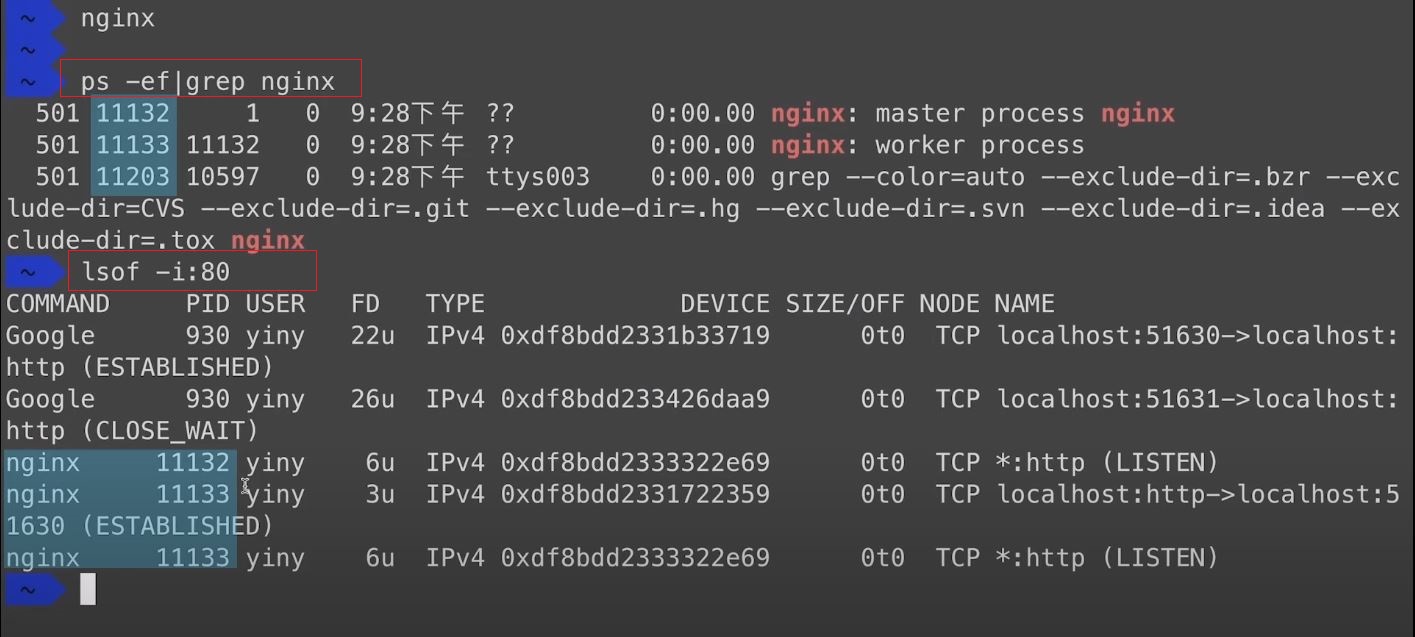 ~ nginx
~
~ ps -ef|grep nginx
501 11132 1 0 9:28下午 ?? 0:00.00 nginx: master process nginx
501 11133 11132 0 9:28下午 ?? 0:00.00 nginx: worker process
501 11203 10597 0 9:28下午 ttys003 0:00.00 grep --color=auto --exclude-dir=.bzr --exc
lude-dir=CVS --exclude-dir=.git --exclude-dir=.hg --exclude-dir=.svn --exclude-dir=.idea --ex
clude-dir=.tox nginx
~ lsof -i:80
COMMAND PID USER FD TYPE DEVICE SIZE/OFF NODE NAME
Google 930 yiny 22u IPv4 0xdf8bdd2331b33719 0t0 TCP localhost:51630->localhost:
http (ESTABLISHED)
Google 930 yiny 26u IPv4 0xdf8bdd233426daa9 0t0 TCP localhost:51631->localhost:
http (CLOSE_WAIT)
nginx 11132 yiny 6u IPv4 0xdf8bdd2333322e69 0t0 TCP *:http (LISTEN)
nginx 11133 yiny 3u IPv4 0xdf8bdd2331722359 0t0 TCP localhost:http->localhost:5
1630 (ESTABLISHED)
nginx 11133 yiny 6u IPv4 0xdf8bdd2333322e69 0t0 TCP *:http (LISTEN)
~